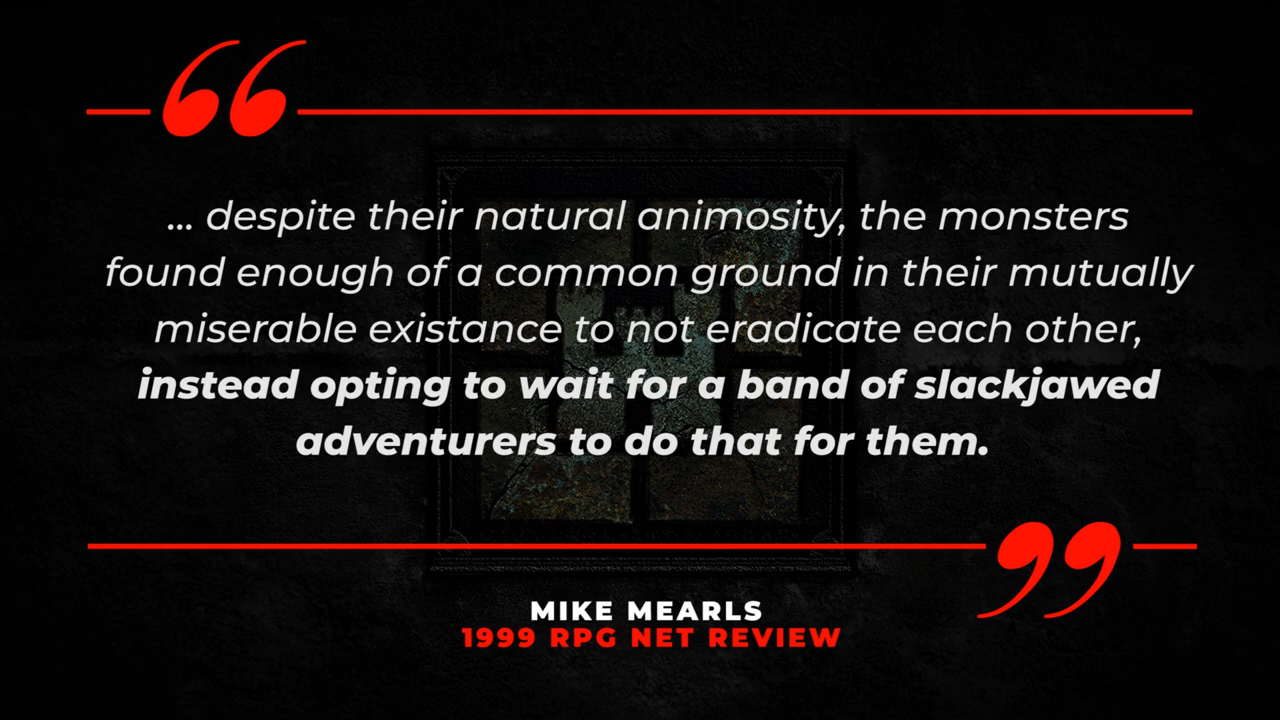 “
... despite their natural animosity, the monsters
found enough of a common ground in their mutually
miserable existance to not eradicate each other,
instead opting to wait for a band of slackjawed
adventurers to do that for them.
”
MIKE MEARLS
1999 RPG NET REVIEW